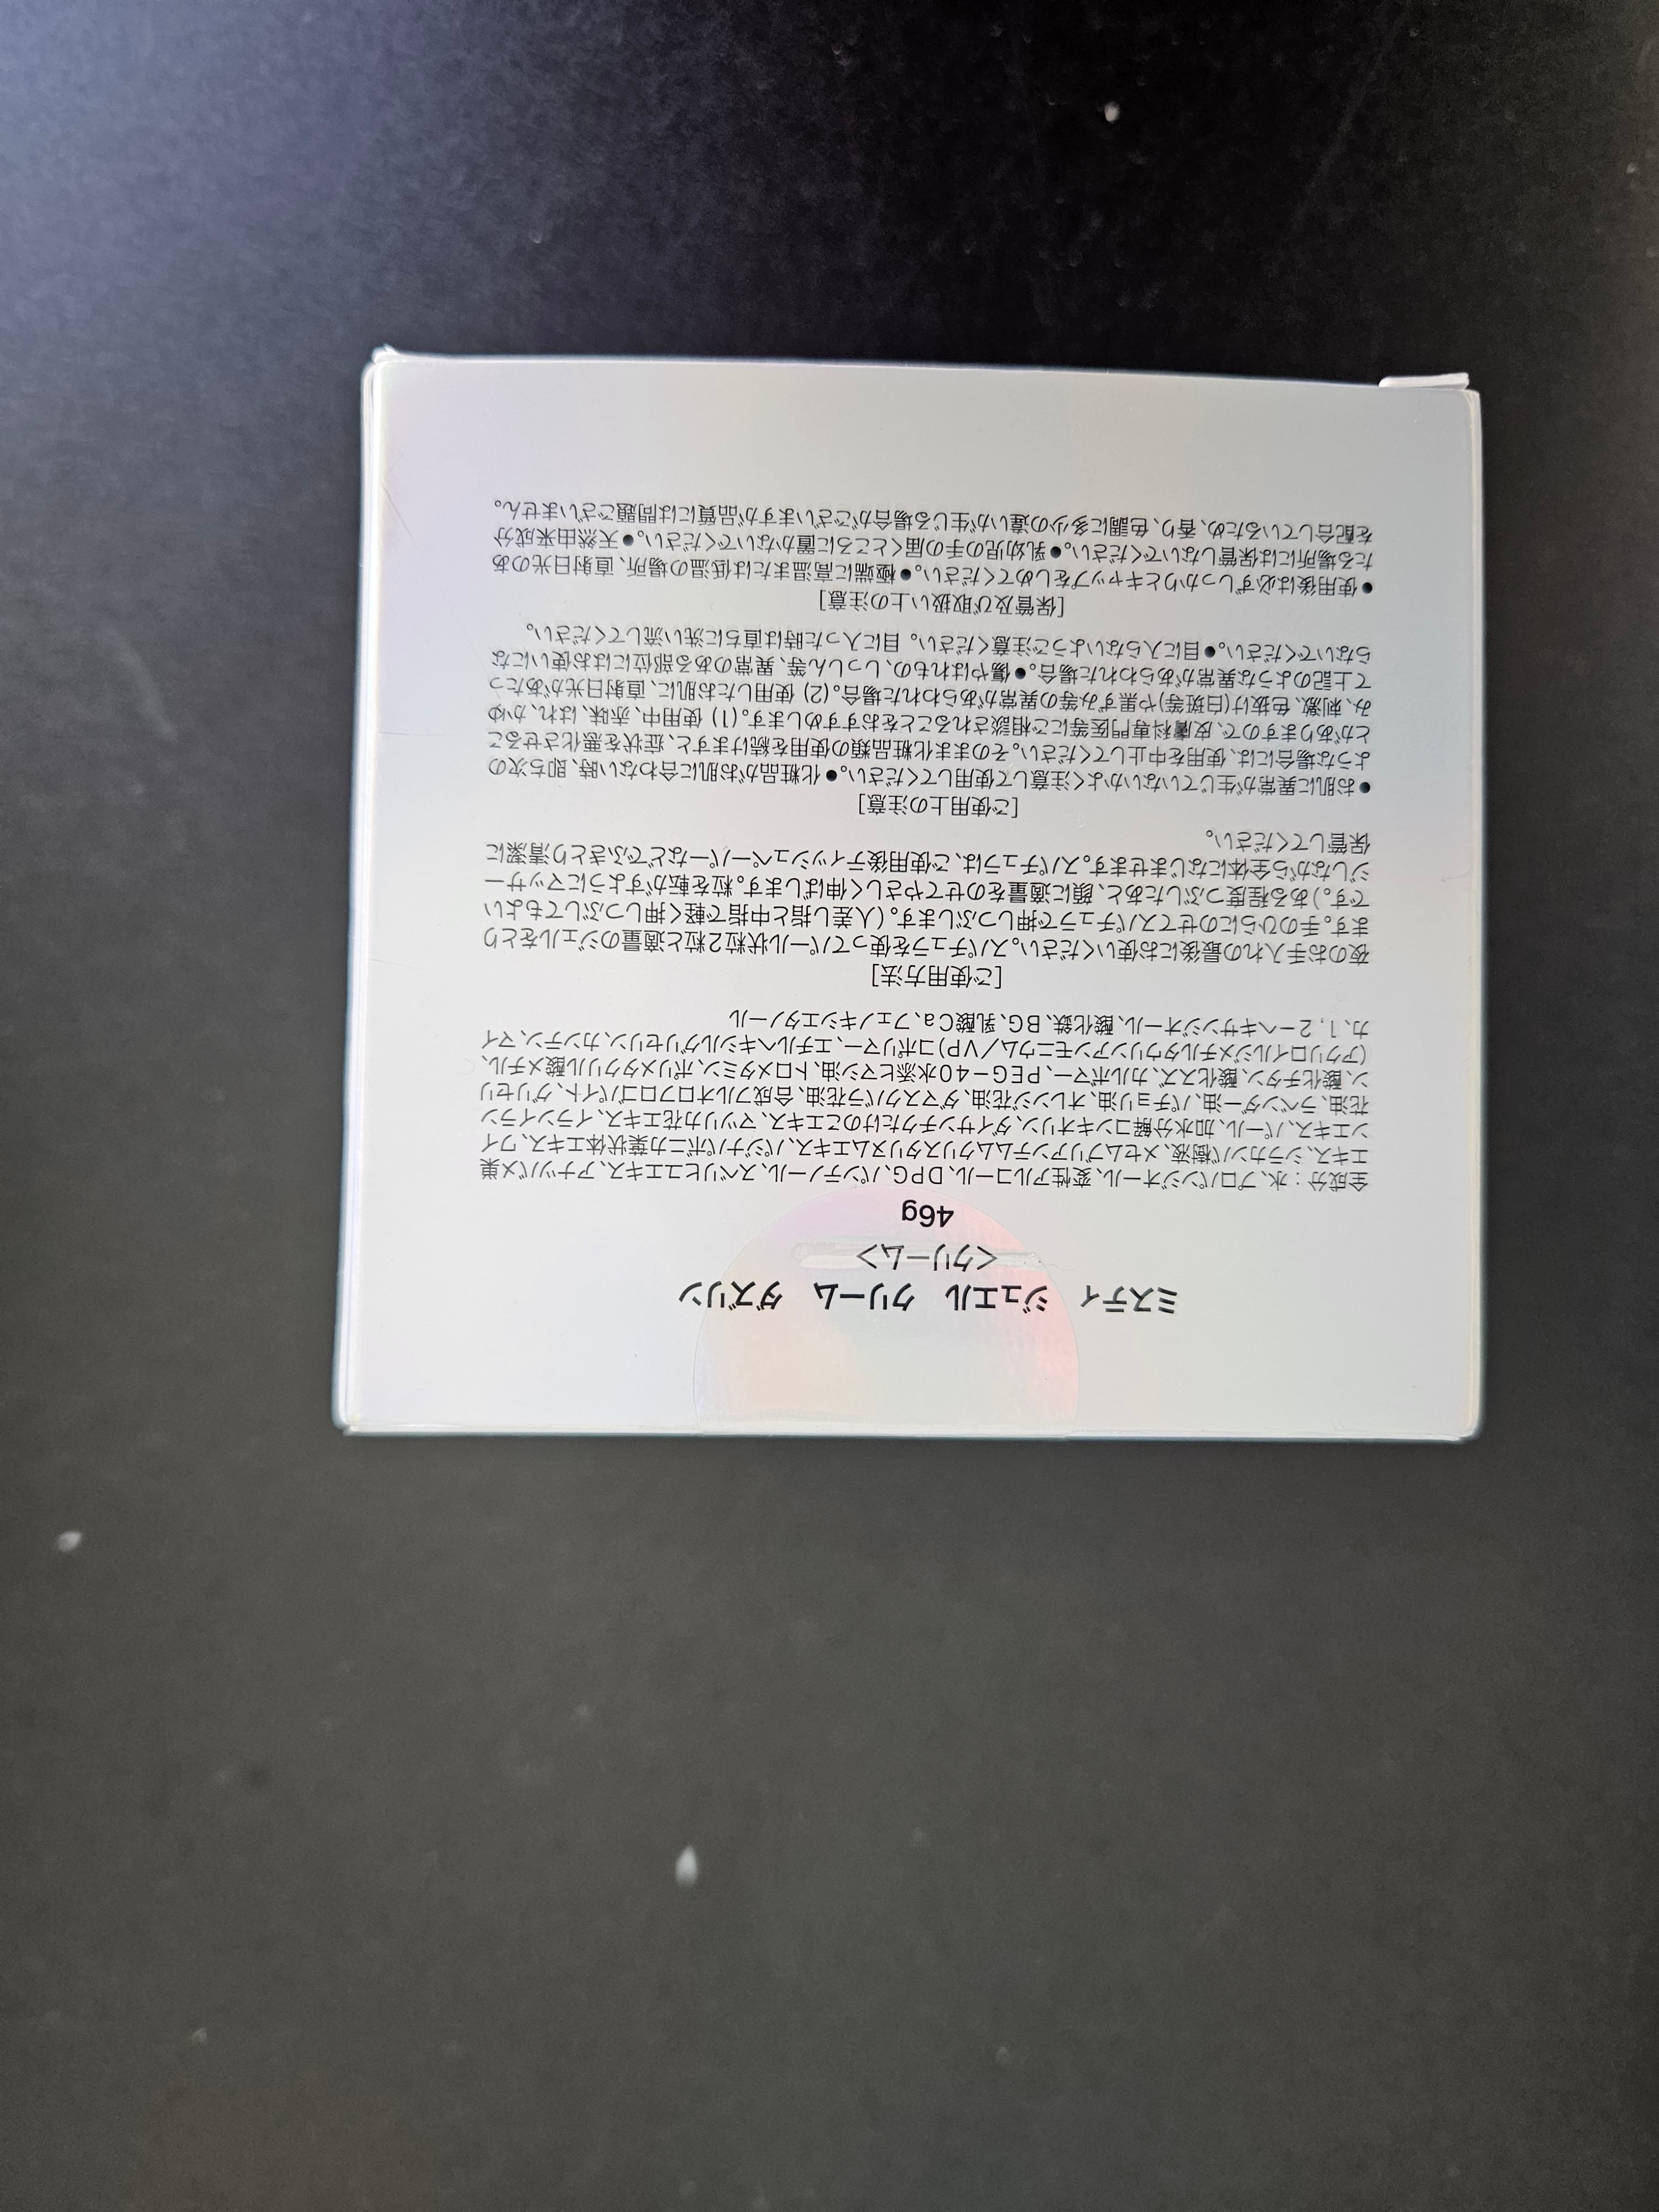 ミスティ ジュエル クリーム ダズリン
<クリーム>
46g
全成分：水、プロパンジオール、変性アルコール、DPG、パンテノール、スベリヒユエキス、アナツバメ巣
エキス、シラカンバ樹液、メセムブリアンテムムクリスタリヌムエキス、パジナパボニカ葉状体エキス、ワイ
ンエキス、パール、加水分解コンキオリン、ダイサンチクたけのこエキス、マツリカ花エキス、イランイラン
花油、ラベンダー油、パチョリ油、オレンジ花油、ダマスクバラ花油、合成フルオロフロゴパイト、グリセリ
ン、酸化チタン、酸化スズ、カルボマー、PEG－40水添ヒマシ油、トロメタミン、ポリメタクリル酸メチル、
（アクリロイルジメチルタウリンアンモニウム／VP）コポリマー、エチルヘキシルグリセリン、カンテン、マイ
カ、1，2－ヘキサンジオール、酸化鉄、BG、乳酸Ca、フェノキシエタノール
[ご使用方法]
夜のお手入れの最後にお使いください。スパチュラを使ってパール状粒2粒と適量のジェルをとり
ます。手のひらにのせてスパチュラで押しつぶします。（人差し指と中指で軽く押しつぶしてもよい
です。）ある程度つぶしたあと、顔に適量をのせてやさしく伸ばします。粒を転がすようにマッサー
ジしながら全体になじませます。スパチュラは、ご使用後ティッシュペーパーなどでふきとり清潔に
保管してください。
[ご使用上の注意]
●お肌に異常が生じていないかよく注意して使用してください。●化粧品がお肌に合わない時、即ち次の
ような場合には、使用を中止してください。そのまま化粧品類の使用を続けますと、症状を悪化させるこ
とがありますので、皮膚科専門医等にご相談されることをおすすめします。(1) 使用中、赤味、はれ、かゆ
み、刺激、色抜け(白斑等)や黒ずみ等の異常があらわれた場合。(2) 使用したお肌に、直射日光があたっ
て上記のような異常があらわれた場合。●傷やはれもの、しっしん等、異常のある部位にはお使いにな
らないでください。●目に入らないようご注意ください。目に入った時は直ちに洗い流してください。
[保管及び取扱い上の注意]
●使用後は必ずしっかりとキャップをしめてください。●極端に高温または低温の場所、直射日光のあ
たる場所には保管しないでください。●乳幼児の手の届くところに置かないでください。●天然由来成分
を配合しているため、香り、色調に多少の違いが生じる場合がございますが品質には問題ございません。